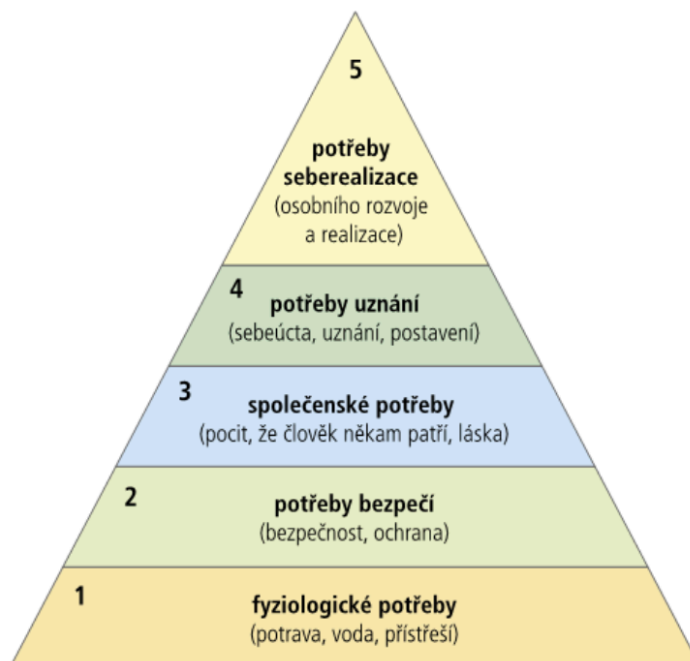 5
potřeby
seberealizace
(osobního rozvoje
a realizace)
4
potřeby uznání
(sebeúcta, uznání, postavení)
3
společenské potřeby
(pocit, že člověk někam patří, láska)
2
potřeby bezpečí
(bezpečnost, ochrana)
1
fyziologické potřeby
(potrava, voda, přístřeší)